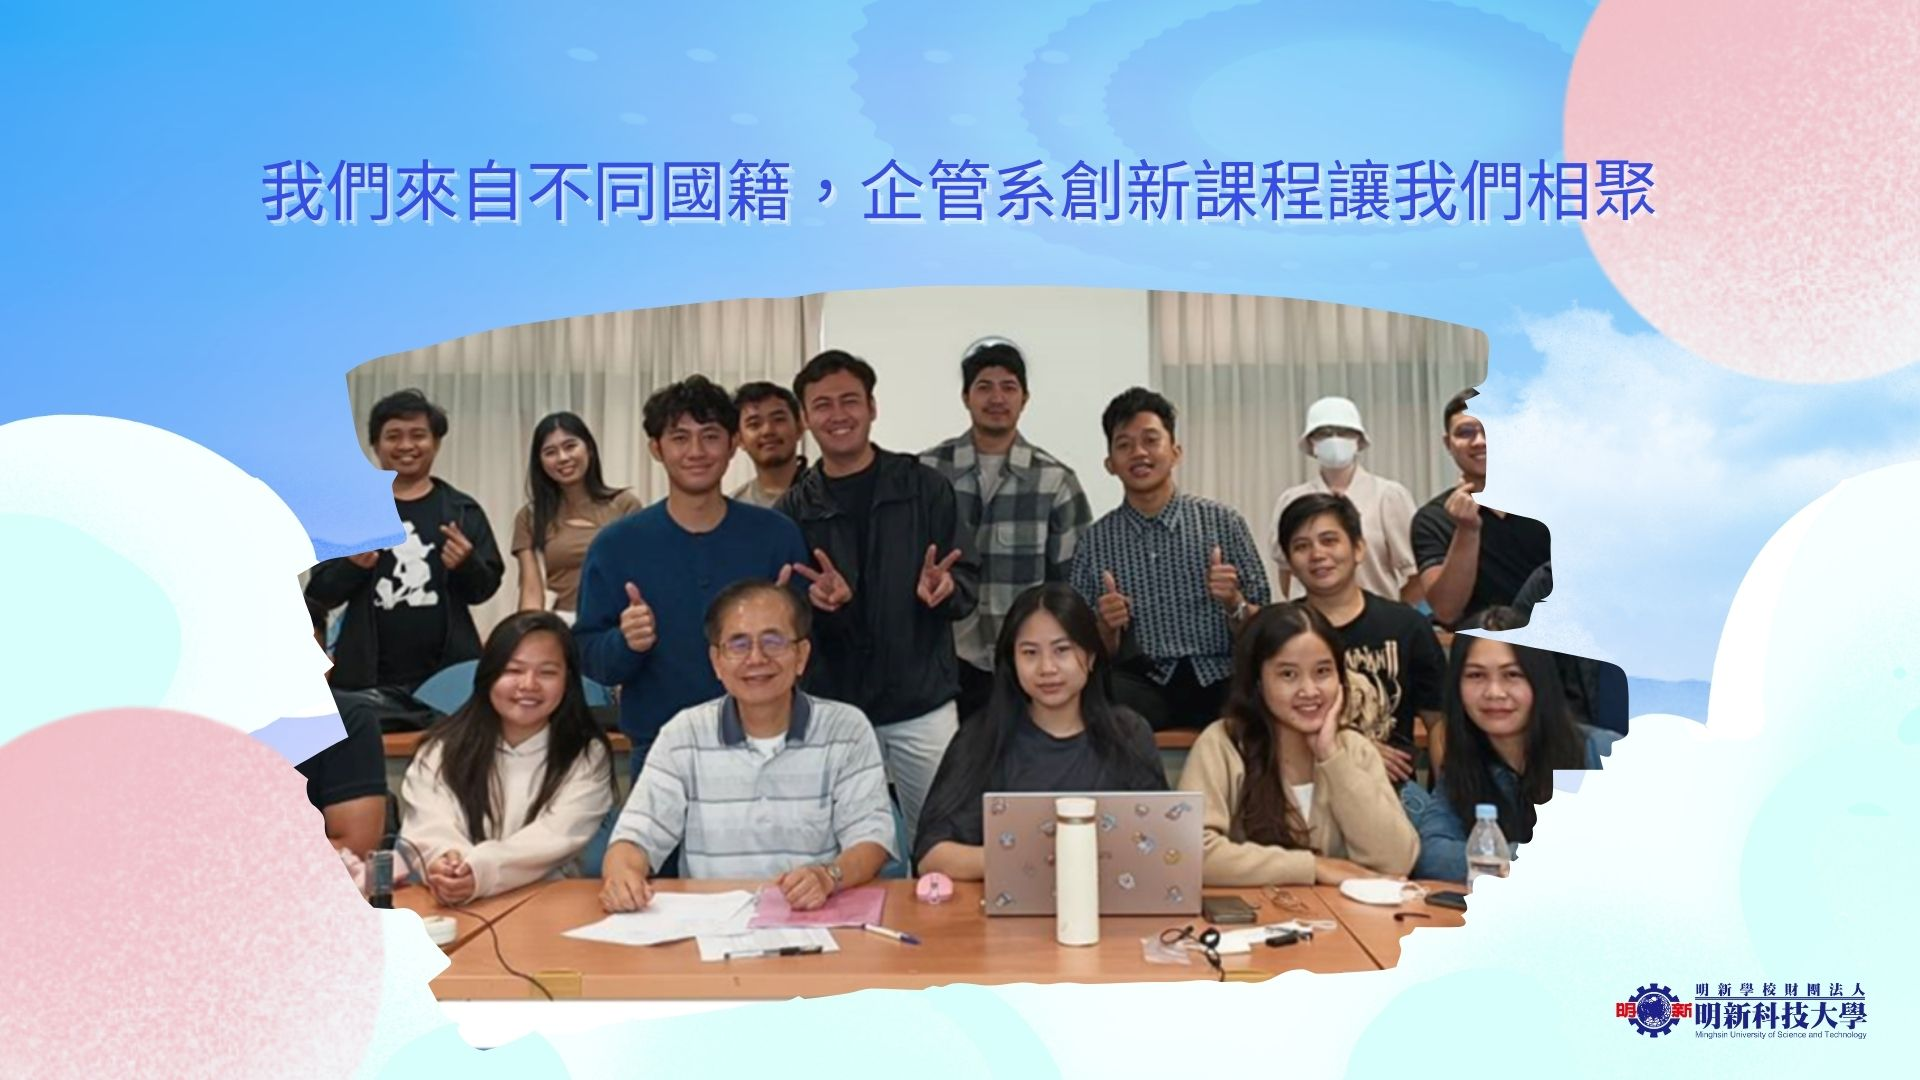 我們來自不同國籍，企管系創新課程讓我們相聚
明新
明新學校財團法人
明新科技大學
Minghsin University of Science and Technology